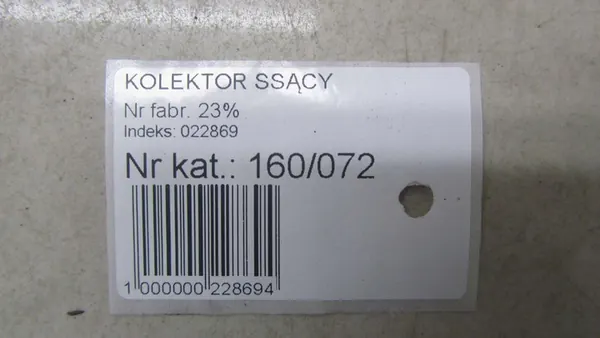 KOLEKTOR SSĄCY
Nr fabr. 23%
Indeks: 022869
Nr kat.: 160/072
1 000000 228694